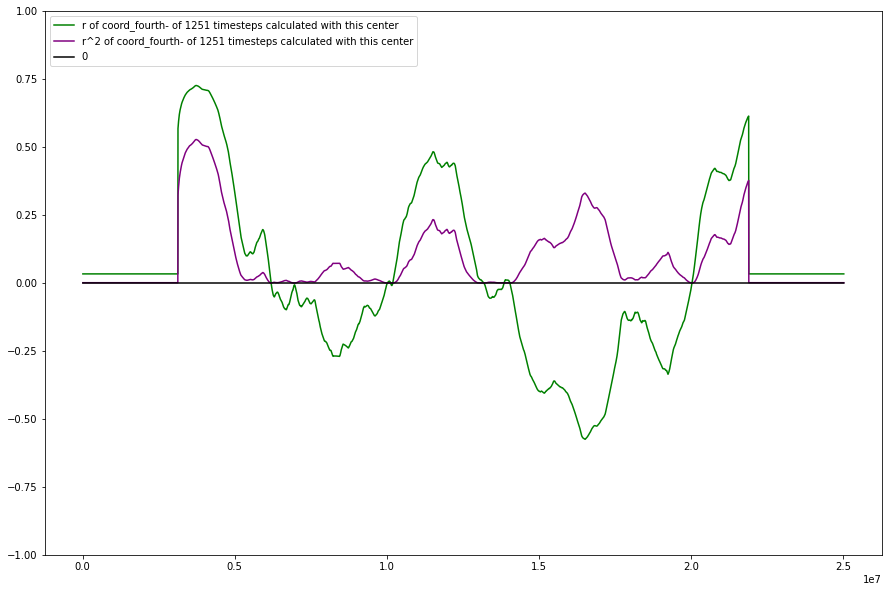 r of coord_fourth- of 1251 timesteps calculated with this center
r^2 of coord_fourth- of 1251 timesteps calculated with this center
0
1.00
0.75
0.50
0.25
0.00
−0.25
−0.50
−0.75
−1.00
0.0 0.5 1.0 1.5 2.0 2.5
1e7